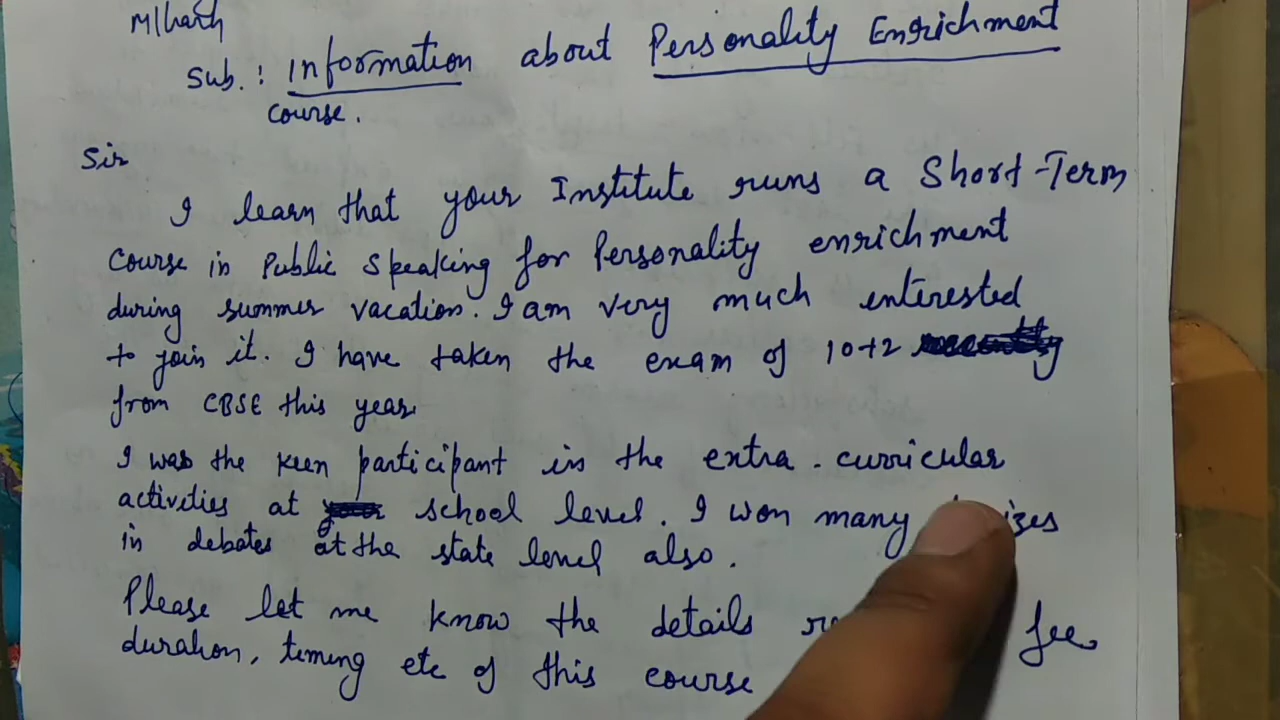 Sub.: Information about Personality Enrichment
course.
Sir
I learn that your Institute runs a Short-Term
course in Public Speaking for Personality enrichment
during summer vacation. I am very much interested
to join it. I have taken the exam of 10+2
from CBSE this year.
I was the keen participant in the extra-curricular
activities at school level. I won many
in debates at the state level also.
Please let me know the details fee
duration, timing etc of this course